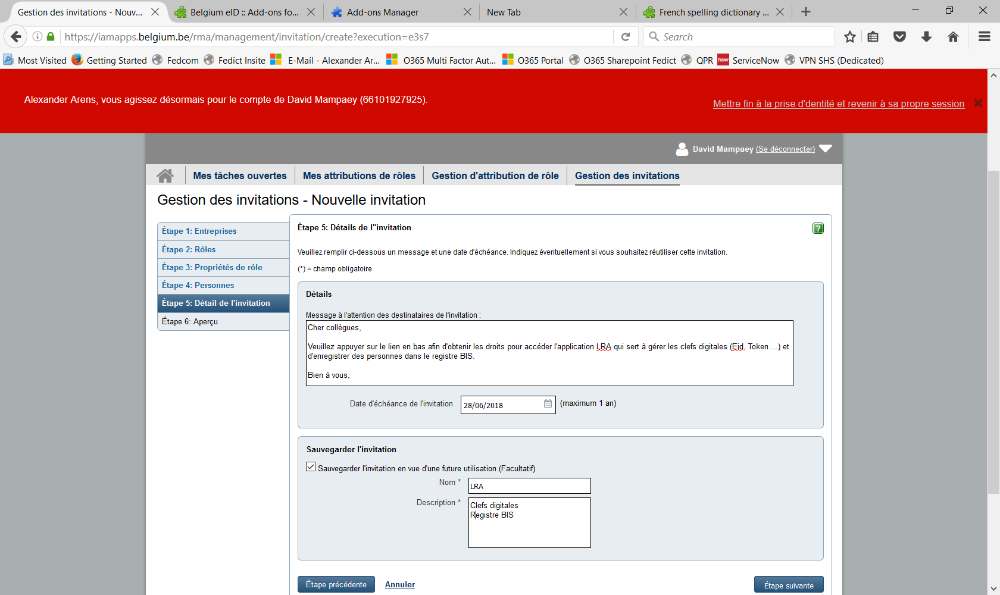 Gestion des invitations - Nouv...
Belgium eID :: Add-ons fo...
Add-ons Manager
New Tab
French spelling dictionary ...
https://iamapps.belgium.be/rma/management/invitation/create?execution=e3s7
Search
Most Visited
Getting Started
Fedcom
Fedict Insite
E-Mail - Alexander Ar...
O365 Multi Factor Aut...
O365 Portal
O365 Sharepoint Fedict
QPR
now
ServiceNow
VPN SHS (Dedicated)
Alexander Arens, vous agissez désormais pour le compte de David Mampaey (66101927925).
Mettre fin à la prise d'dentité et revenir à sa propre session
David Mampaey (Se déconnecter)
Mes tâches ouvertes
Mes attributions de rôles
Gestion d'attribution de rôle
Gestion des invitations
Gestion des invitations - Nouvelle invitation
Étape 1: Entreprises
Étape 2: Rôles
Étape 3: Propriétés de rôle
Étape 4: Personnes
Étape 5: Détail de l'invitation
Étape 6: Aperçu
Étape 5: Détails de l''invitation
?
Veuillez remplir ci-dessous un message et une date d'échéance. Indiquez éventuellement si vous souhaitez réutiliser cette invitation.
(*) = champ obligatoire
Détails
Message à l'attention des destinataires de l'invitation :
Cher collègues,
Veuillez appuyer sur le lien en bas afin d'obtenir les droits pour accéder l'application LRA qui sert à gérer les clefs digitales (Eid, Token ...) et
d'enregistrer des personnes dans le registre BIS.
Bien à vous,
Date d'échéance de l'invitation
28/06/2018
(maximum 1 an)
Sauvegarder l'invitation
Sauvegarder l'invitation en vue d'une future utilisation (Facultatif)
Nom *
LRA
Description *
Clefs digitales
Registre BIS
Étape précédente
Annuler
Étape suivante